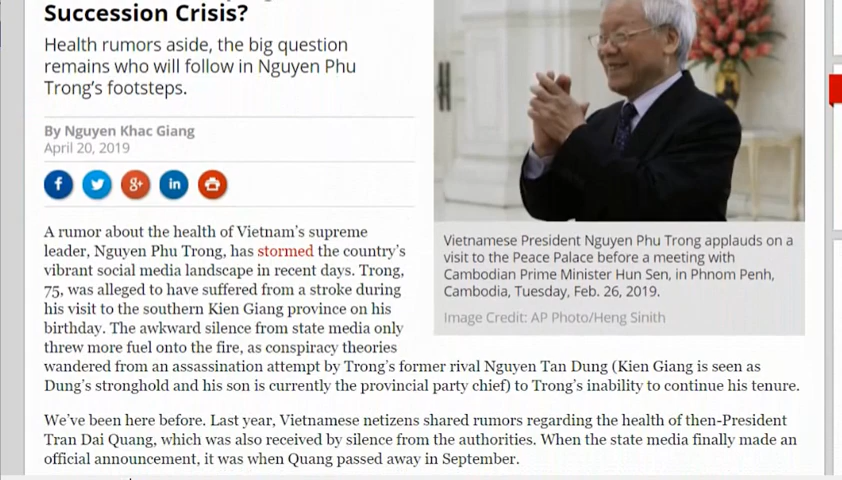 Succession Crisis?
Health rumors aside, the big question
remains who will follow in Nguyen Phu
Trong's footsteps.
By Nguyen Khac Giang
April 20, 2019
f
8+
in
A rumor about the health of Vietnam's supreme
leader, Nguyen Phu Trong, has stormed the country's
vibrant social media landscape in recent days. Trong,
75, was alleged to have suffered from a stroke during
his visit to the southern Kien Giang province on his
birthday. The awkward silence from state media only
threw more fuel onto the fire, as conspiracy theories
wandered from an assassination attempt by Trong's former rival Nguyen Tan Dung (Kien Giang is seen as
Dung's stronghold and his son is currently the provincial party chief) to Trong's inability to continue his tenure.
We've been here before. Last year, Vietnamese netizens shared rumors regarding the health of then-President
Tran Dai Quang, which was also received by silence from the authorities. When the state media finally made an
official announcement, it was when Quang passed away in September.
Vietnamese President Nguyen Phu Trong applauds on a
visit to the Peace Palace before a meeting with
Cambodian Prime Minister Hun Sen, in Phnom Penh,
Cambodia, Tuesday, Feb. 26, 2019.
Image Credit: AP Photo/Heng Sinith